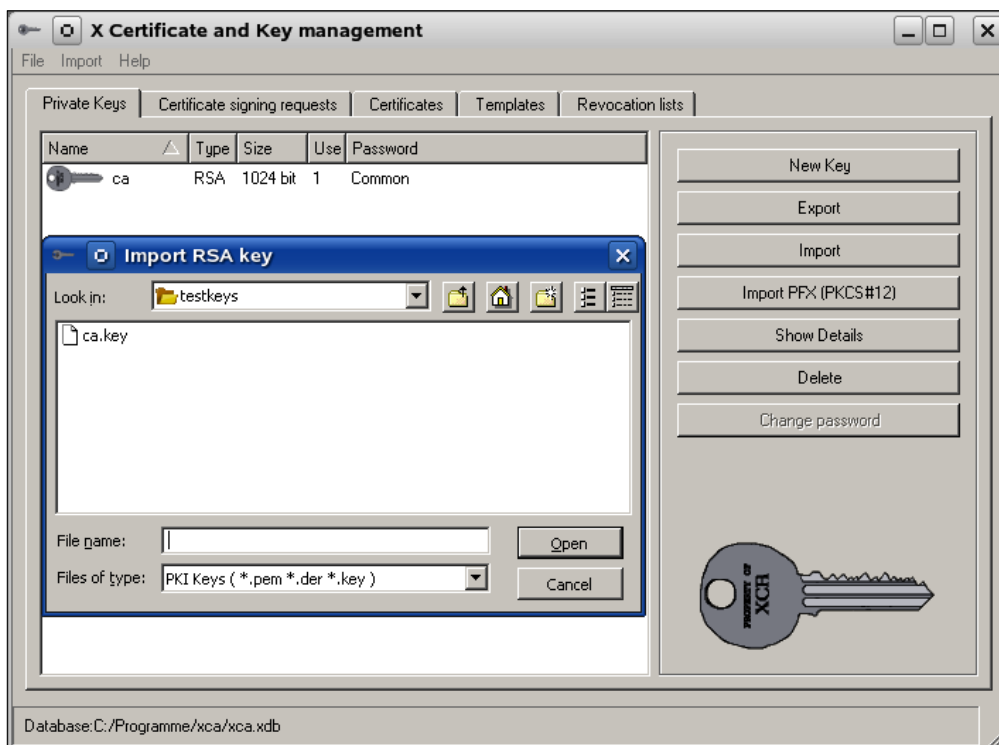 X Certificate and Key management
File Import Help
Private Keys Certificate signing requests Certificates Templates Revocation lists
Name Type Size Use Password
ca RSA 1024 bit 1 Common
New Key
Export
Import
Import PFX (PKCS#12)
Show Details
Delete
Change password
Import RSA key
Look in: testkeys
ca.key
File name:
Open
Files of type: PKI Keys ( *.pem *.der *.key )
Cancel
PROPERTY OF
XCA
Database:C:/Programme/xca/xca.xdb